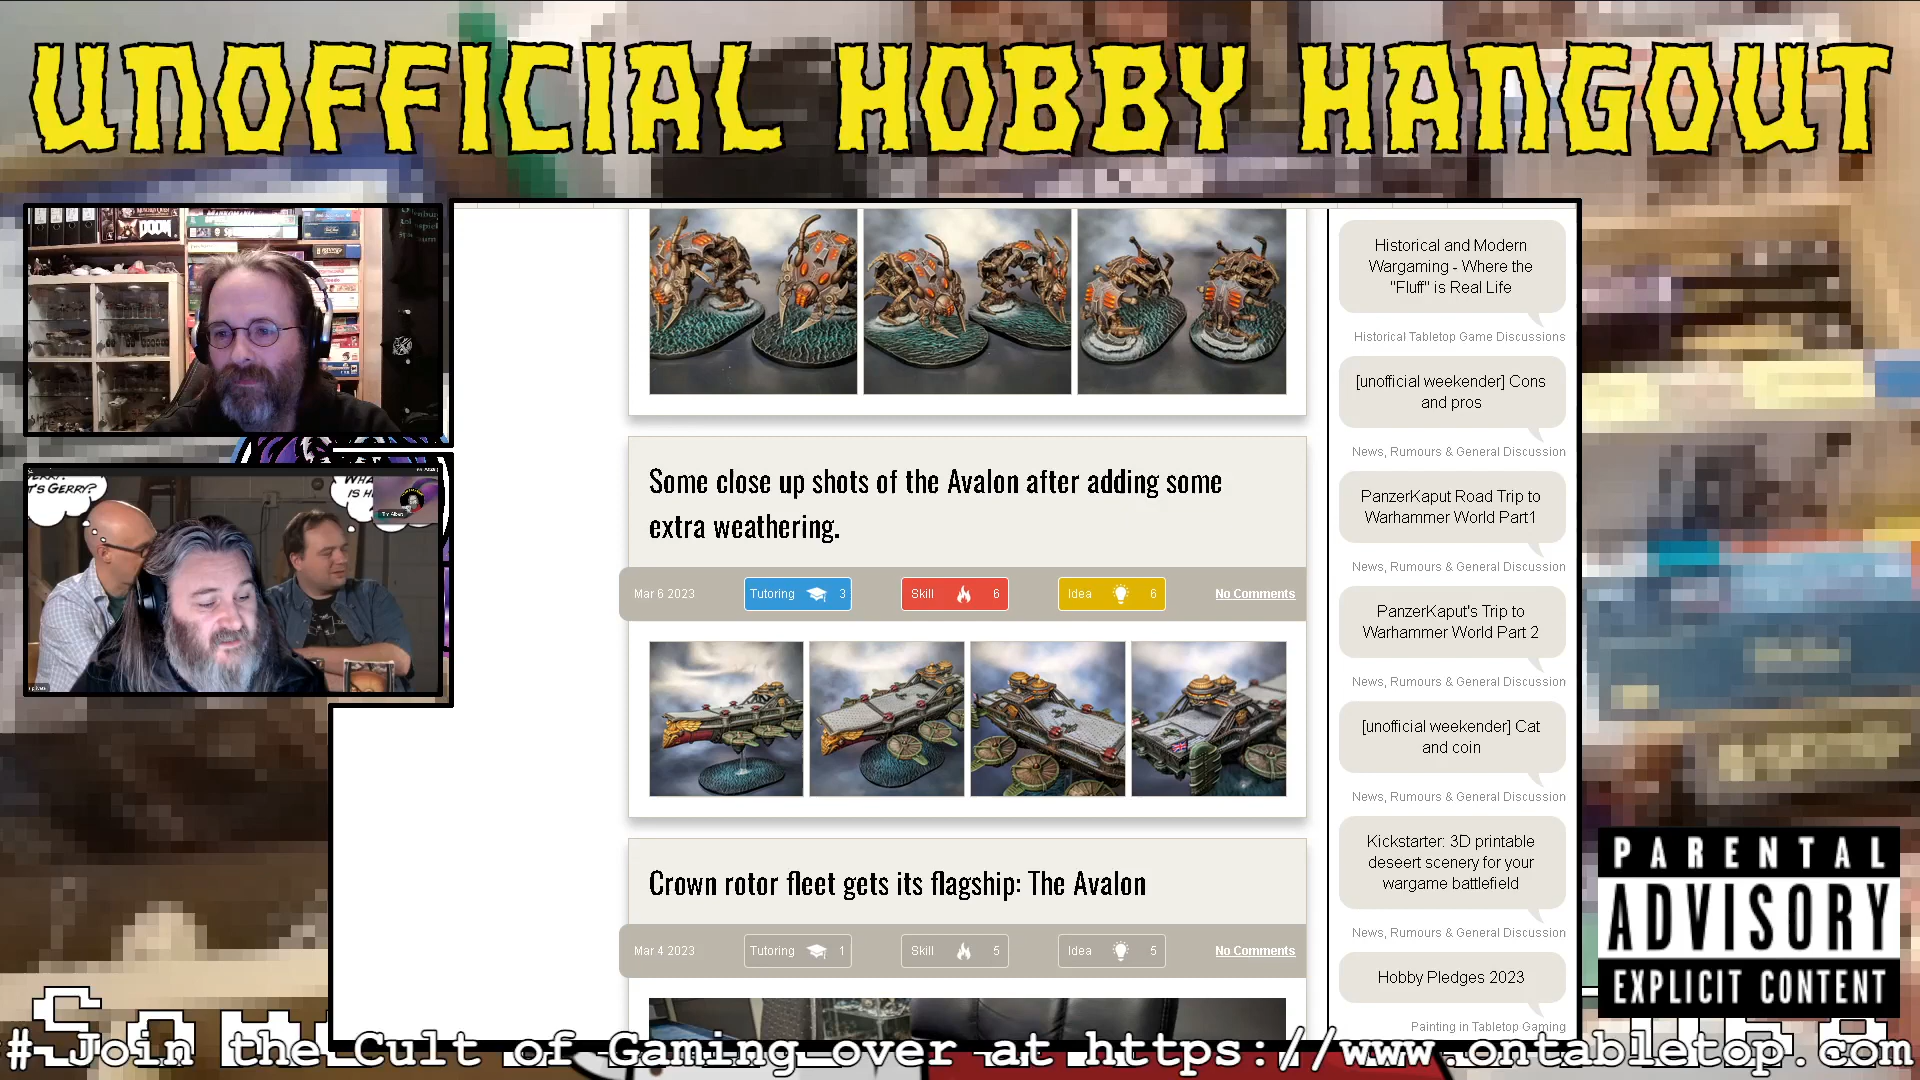 UNOFFICIAL HOBBY HANGOUT
DOOM
T'S GERRY?
WHA
IS H
Tim Albers
Some close up shots of the Avalon after adding some
extra weathering.
Mar 6 2023
Tutoring 3
Skill 6
Idea 6
No Comments
Crown rotor fleet gets its flagship: The Avalon
Mar 4 2023
Tutoring 1
Skill 5
Idea 5
No Comments
Historical and Modern
Wargaming - Where the
"Fluff" is Real Life
Historical Tabletop Game Discussions
[unofficial weekender] Cons
and pros
News, Rumours & General Discussion
PanzerKaput Road Trip to
Warhammer World Part1
News, Rumours & General Discussion
PanzerKaput's Trip to
Warhammer World Part 2
News, Rumours & General Discussion
[unofficial weekender] Cat
and coin
News, Rumours & General Discussion
Kickstarter: 3D printable
deseert scenery for your
wargame battlefield
News, Rumours & General Discussion
Hobby Pledges 2023
Painting in Tabletop Gaming
PARENTAL
ADVISORY
EXPLICIT CONTENT
# Join the Cult of Gaming over at https://www.ontabletop.com